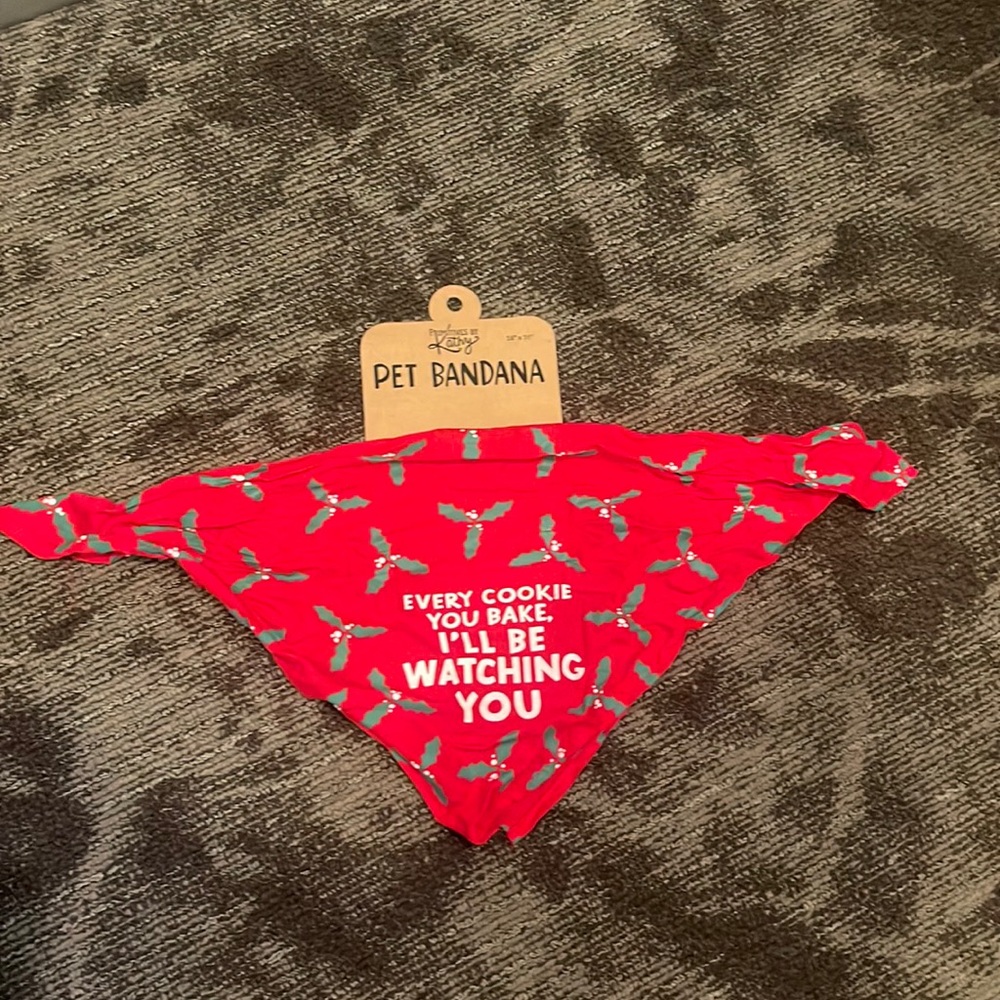 PRIMITIVES BY
Kathy
PET BANDANA
EVERY COOKIE
YOU BAKE,
I'LL BE
WATCHING
YOU